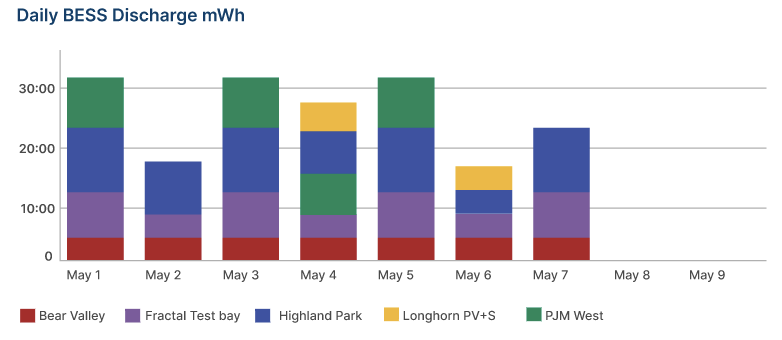 Daily BESS Discharge mWh
30:00
20:00
10:00
0
May 1 May 2 May 3 May 4 May 5 May 6 May 7 May 8 May 9
Bear Valley Fractal Test bay Highland Park Longhorn PV+S PJM West